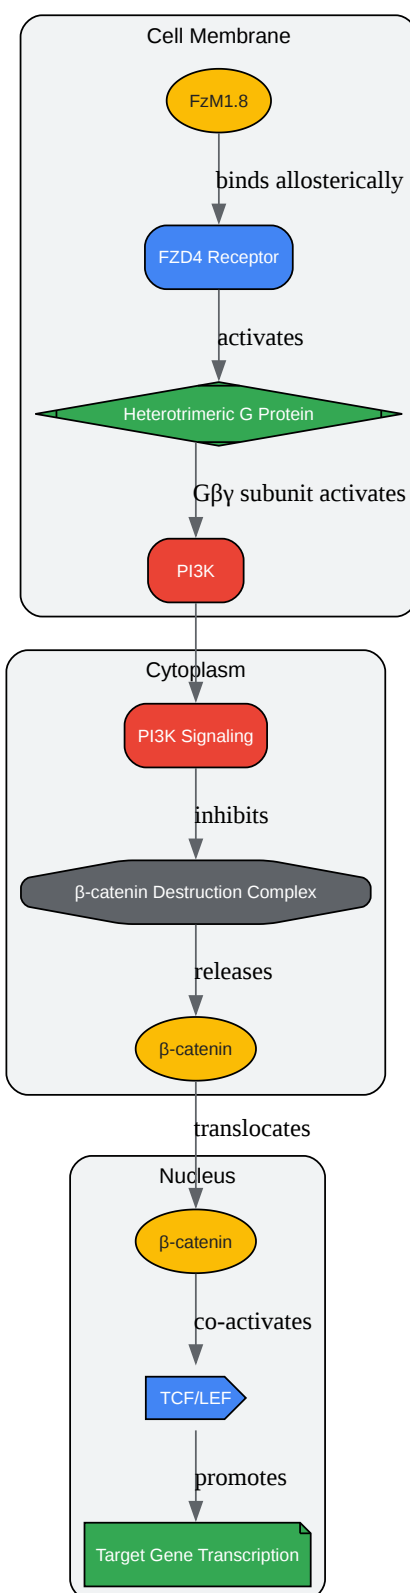 Cell Membrane
FzM1.8
binds allosterically
FZD4 Receptor
activates
Heterotrimeric G Protein
Gβγ subunit activates
PI3K
Cytoplasm
PI3K Signaling
inhibits
β-catenin Destruction Complex
releases
β-catenin
translocates
Nucleus
β-catenin
co-activates
TCF/LEF
promotes
Target Gene Transcription